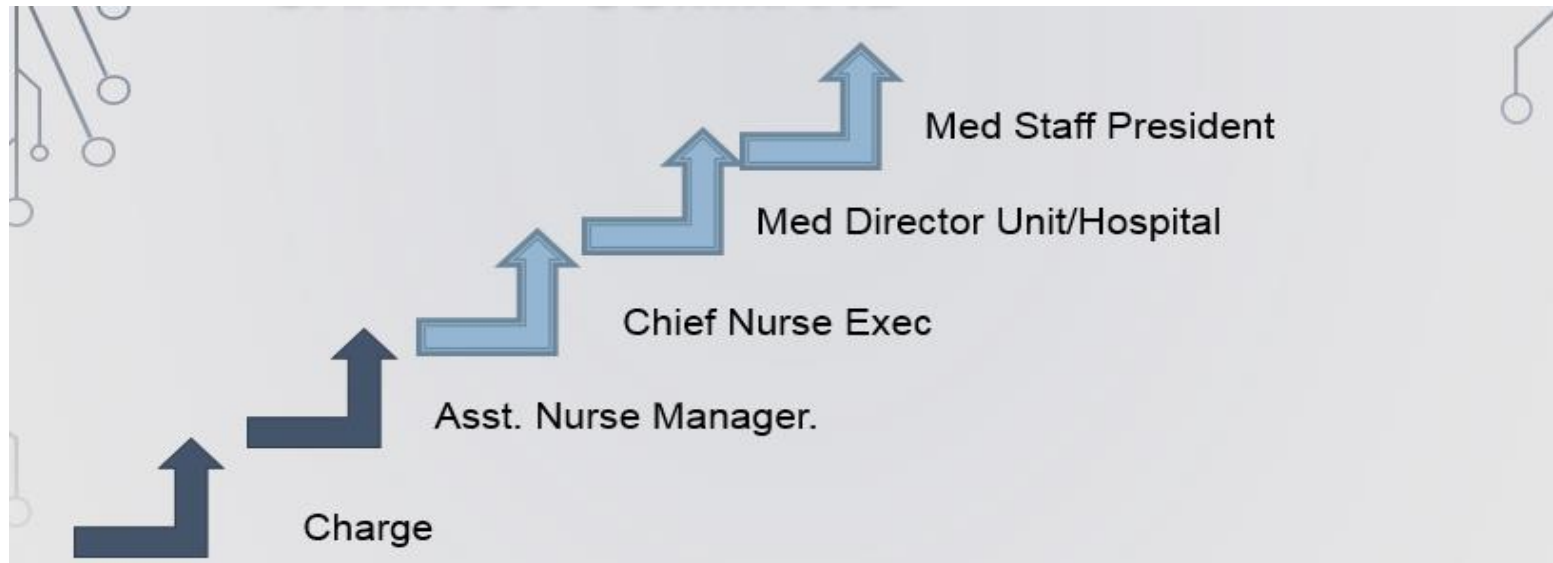 Med Staff President
Med Director Unit/Hospital
Chief Nurse Exec
Asst. Nurse Manager.
Charge